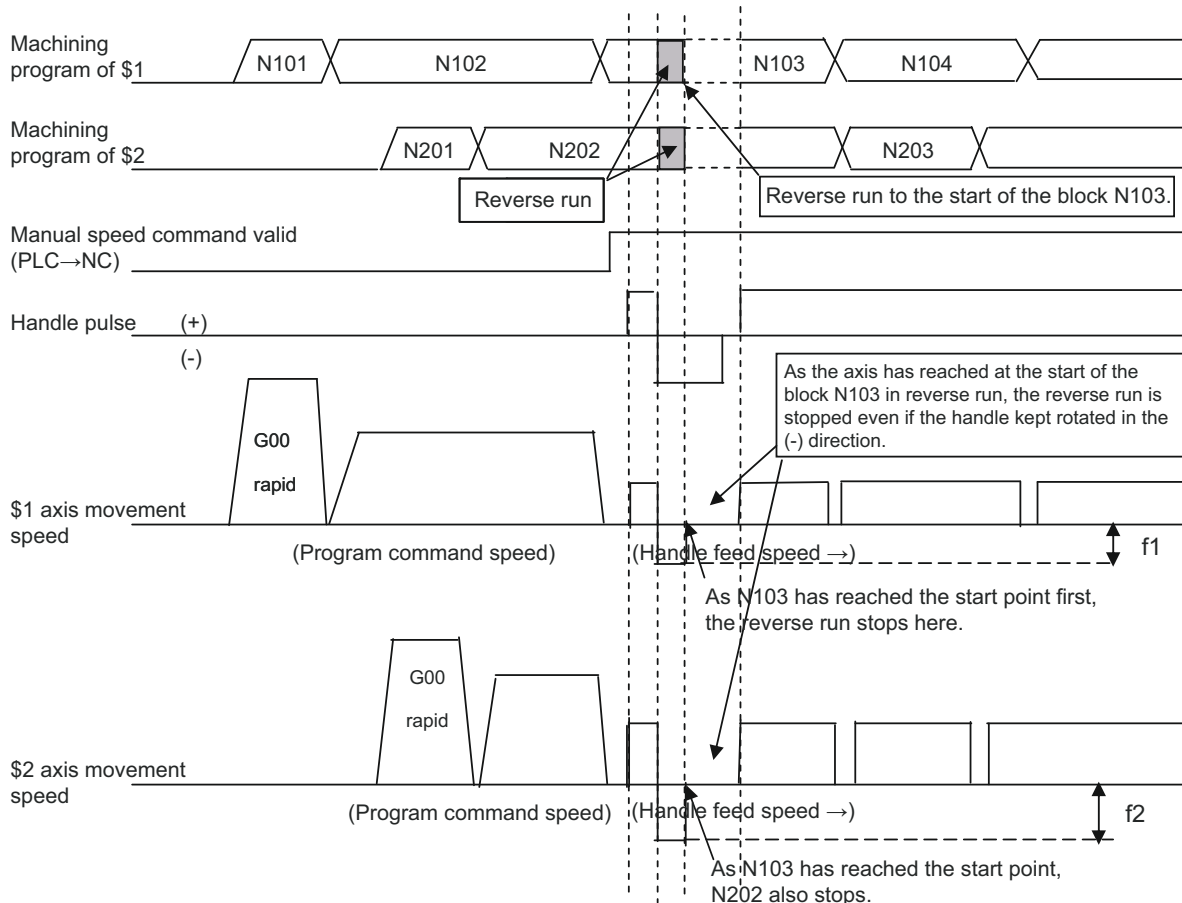 Machining
program of $1
N101
N102
N103
N104
Machining
program of $2
N201
N202
N203
Reverse run
Reverse run to the start of the block N103.
Manual speed command valid
(PLC→NC)
Handle pulse (+)
(-)
As the axis has reached at the start of the
block N103 in reverse run, the reverse run is
stopped even if the handle kept rotated in the
(-) direction.
G00
rapid
$1 axis movement
speed
(Program command speed)
(Handle feed speed →)
f1
As N103 has reached the start point first,
the reverse run stops here.
G00
rapid
$2 axis movement
speed
(Program command speed)
(Handle feed speed →)
f2
As N103 has reached the start point,
N202 also stops.